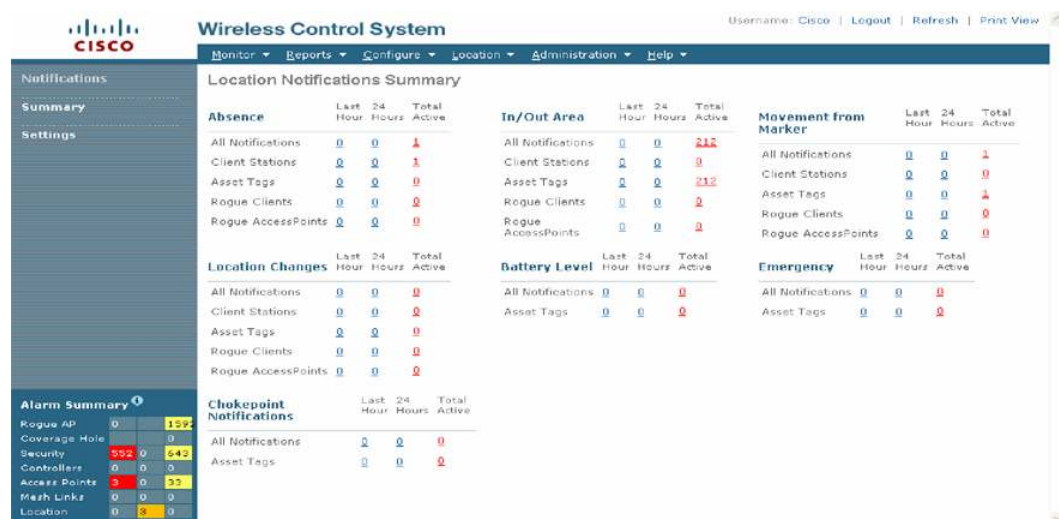 CISCO
Wireless Control System
Username: Cisco | Logout | Refresh | Print View
Monitor Reports Configure Location Administration Help
Notifications
Summary
Settings
Location Notifications Summary
Absence Last Hour 24 Hours Total Active
All Notifications 0 0 1
Client Stations 0 0 1
Asset Tags 0 0 0
Rogue Clients 0 0 0
Rogue AccessPoints 0 0 0
In/Out Area Last Hour 24 Hours Total Active
All Notifications 0 0 212
Client Stations 0 0 0
Asset Tags 0 0 212
Rogue Clients 0 0 0
Rogue AccessPoints 0 0 0
Movement from Marker Last Hour 24 Hours Total Active
All Notifications 0 0 1
Client Stations 0 0 0
Asset Tags 0 0 1
Rogue Clients 0 0 0
Rogue AccessPoints 0 0 0
Location Changes Last Hour 24 Hours Total Active
All Notifications 0 0 0
Client Stations 0 0 0
Asset Tags 0 0 0
Rogue Clients 0 0 0
Rogue AccessPoints 0 0 0
Battery Level Last Hour 24 Hours Total Active
All Notifications 0 0 0
Asset Tags 0 0 0
Emergency Last Hour 24 Hours Total Active
All Notifications 0 0 0
Asset Tags 0 0 0
Chokepoint Notifications Last Hour 24 Hours Total Active
All Notifications 0 0 0
Asset Tags 0 0 0
Alarm Summary
Rogue AP 0 1592
Coverage Hole 0
Security 552 0 643
Controllers 0 0 0
Access Points 3 0 33
Mesh Links 0 0 0
Location 0 3 0